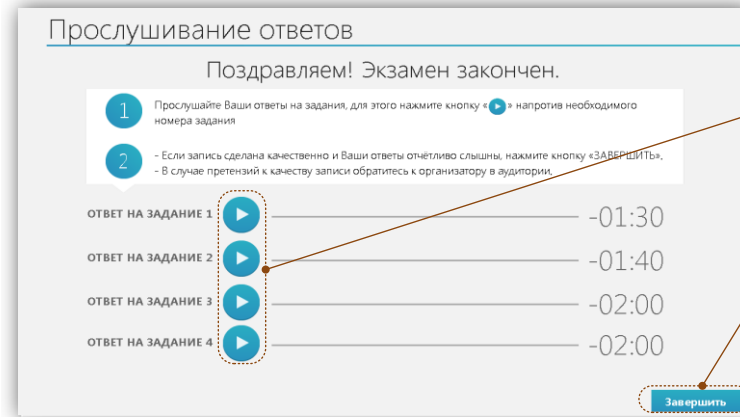 Прослушивание ответов
Поздравляем! Экзамен закончен.
1
Прослушайте Ваши ответы на задания, для этого нажмите кнопку « » напротив необходимого
номера задания
2
- Если запись сделана качественно и Ваши ответы отчётливо слышны, нажмите кнопку «ЗАВЕРШИТЬ»,
- В случае претензий к качеству записи обратитесь к организатору в аудитории,
ОТВЕТ НА ЗАДАНИЕ 1 -01:30
ОТВЕТ НА ЗАДАНИЕ 2 -01:40
ОТВЕТ НА ЗАДАНИЕ 3 -02:00
ОТВЕТ НА ЗАДАНИЕ 4 -02:00
Завершить